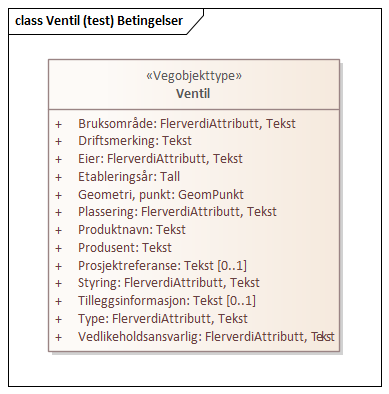 class Ventil (test) Betingelser
«Vegobjekttype»
Ventil
+ Bruksområde: FlerverdiAttributt, Tekst
+ Driftsmerking: Tekst
+ Eier: FlerverdiAttributt, Tekst
+ Etableringsår: Tall
+ Geometri, punkt: GeomPunkt
+ Plassering: FlerverdiAttributt, Tekst
+ Produktnavn: Tekst
+ Produsent: Tekst
+ Prosjektreferanse: Tekst [0..1]
+ Styring: FlerverdiAttributt, Tekst
+ Tilleggsinformasjon: Tekst [0..1]
+ Type: FlerverdiAttributt, Tekst
+ Vedlikeholdsansvarlig: FlerverdiAttributt, Tekst